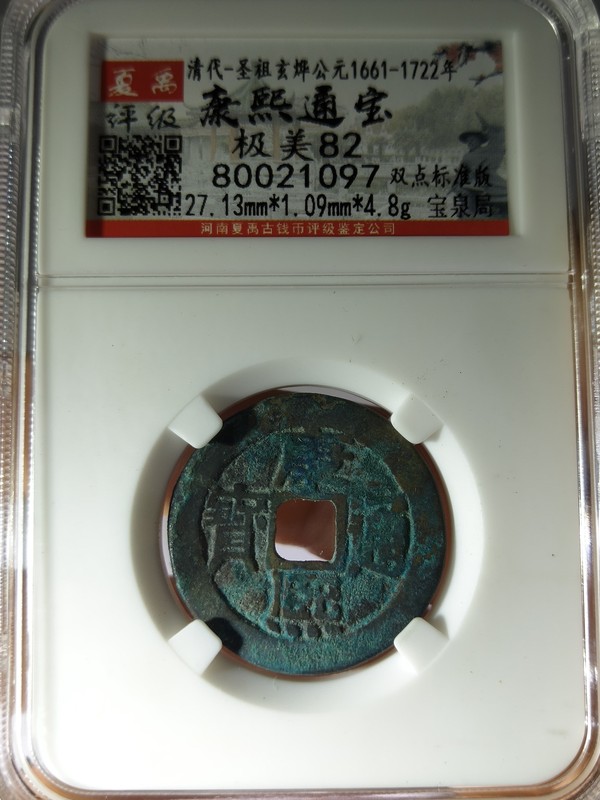 夏禹
评级
清代-圣祖玄烨公元1661-1722年
康熙通宝
极美82
80021097 双点标准版
27.13mm*1.09mm*4.8g 宝泉局
河南夏禹古钱币评级鉴定公司
康熙通寶